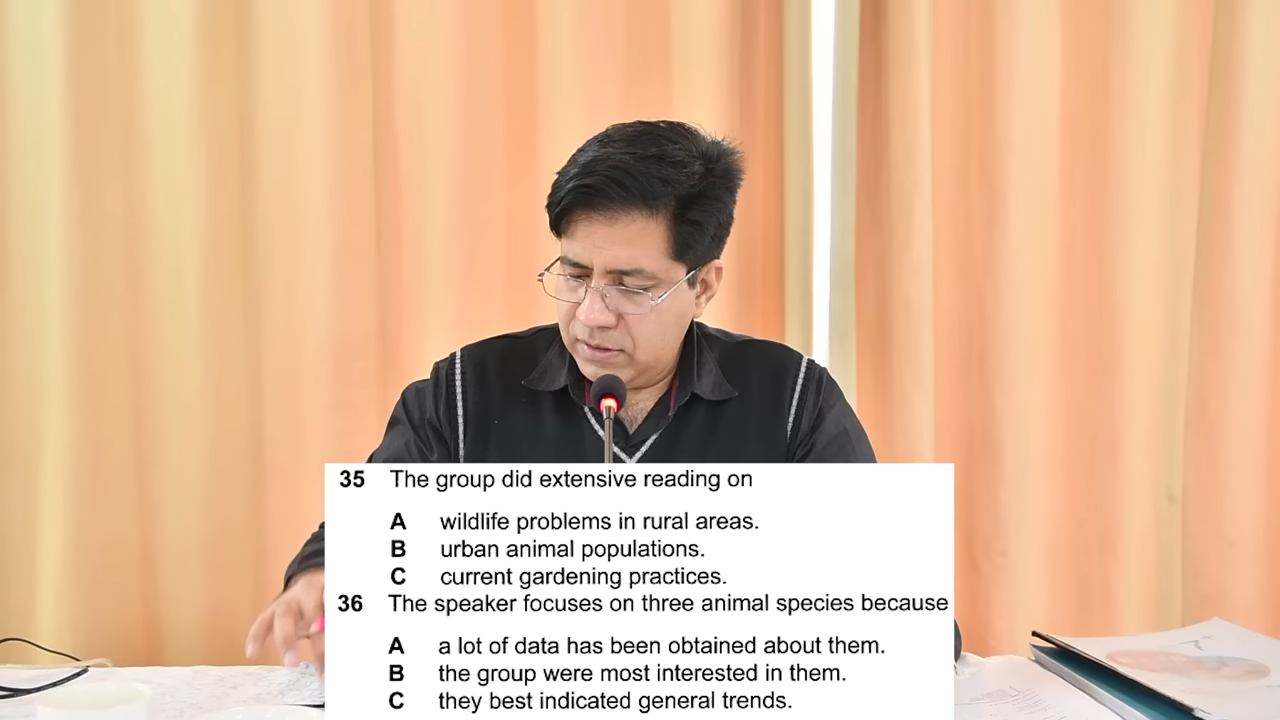 35 The group did extensive reading on
A wildlife problems in rural areas.
B urban animal populations.
C current gardening practices.
36 The speaker focuses on three animal species because
A a lot of data has been obtained about them.
B the group were most interested in them.
C they best indicated general trends.